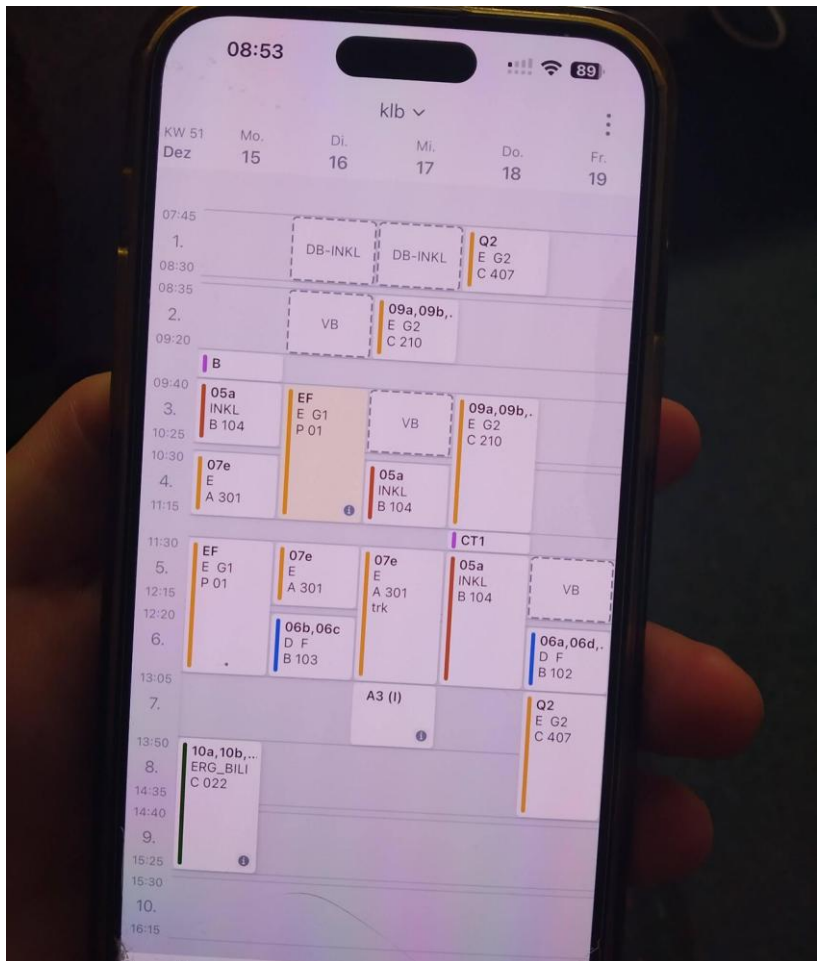 08:53
89
klb
KW 51 Mo. Di. Mi. Do. Fr.
Dez 15 16 17 18 19
07:45
1.
08:30
DB-INKL
DB-INKL
Q2
E G2
C 407
08:35
2.
09:20
VB
09a,09b,.
E G2
C 210
B
09:40
3.
10:25
05a
INKL
B 104
EF
E G1
P 01
VB
09a,09b,.
E G2
C 210
10:30
4.
11:15
07e
E
A 301
05a
INKL
B 104
CT1
11:30
5.
12:15
EF
E G1
P 01
07e
E
A 301
07e
E
A 301
trk
05a
INKL
B 104
VB
12:20
6.
13:05
06b,06c
D F
B 103
06a,06d,.
D F
B 102
7.
A3 (I)
Q2
E G2
C 407
13:50
8.
14:35
10a,10b,...
ERG_BILI
C 022
14:40
9.
15:25
15:30
10.
16:15